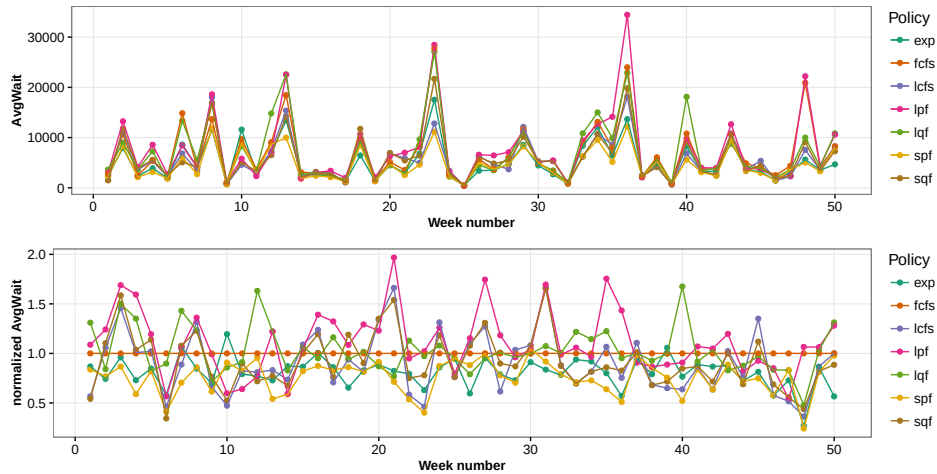 Policy
exp
fcfs
lcfs
lpf
lqf
spf
sqf
AvgWait
30000
20000
10000
0
0 10 20 30 40 50
Week number
Policy
exp
fcfs
lcfs
lpf
lqf
spf
sqf
normalized AvgWait
2.0
1.5
1.0
0.5
0 10 20 30 40 50
Week number